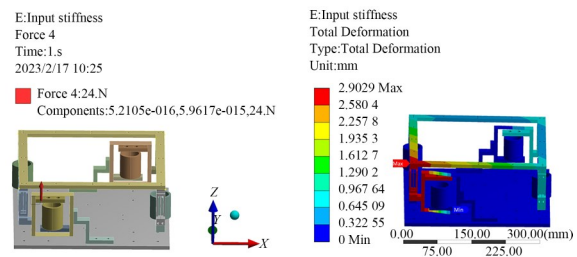 E:Input stiffness
Force 4
Time:1.s
2023/2/17 10:25
Force 4:24.N
Components:5.2105e-016,5.9617e-015,24.N
Z
Y
X
E:Input stiffness
Total Deformation
Type:Total Deformation
Unit:mm
2.9029 Max
2.580 4
2.257 8
1.935 3
1.612 7
1.290 2
0.967 64
0.645 09
0.322 55
0 Min
Max
Min
0.00 150.00 300.00(mm)
75.00 225.00